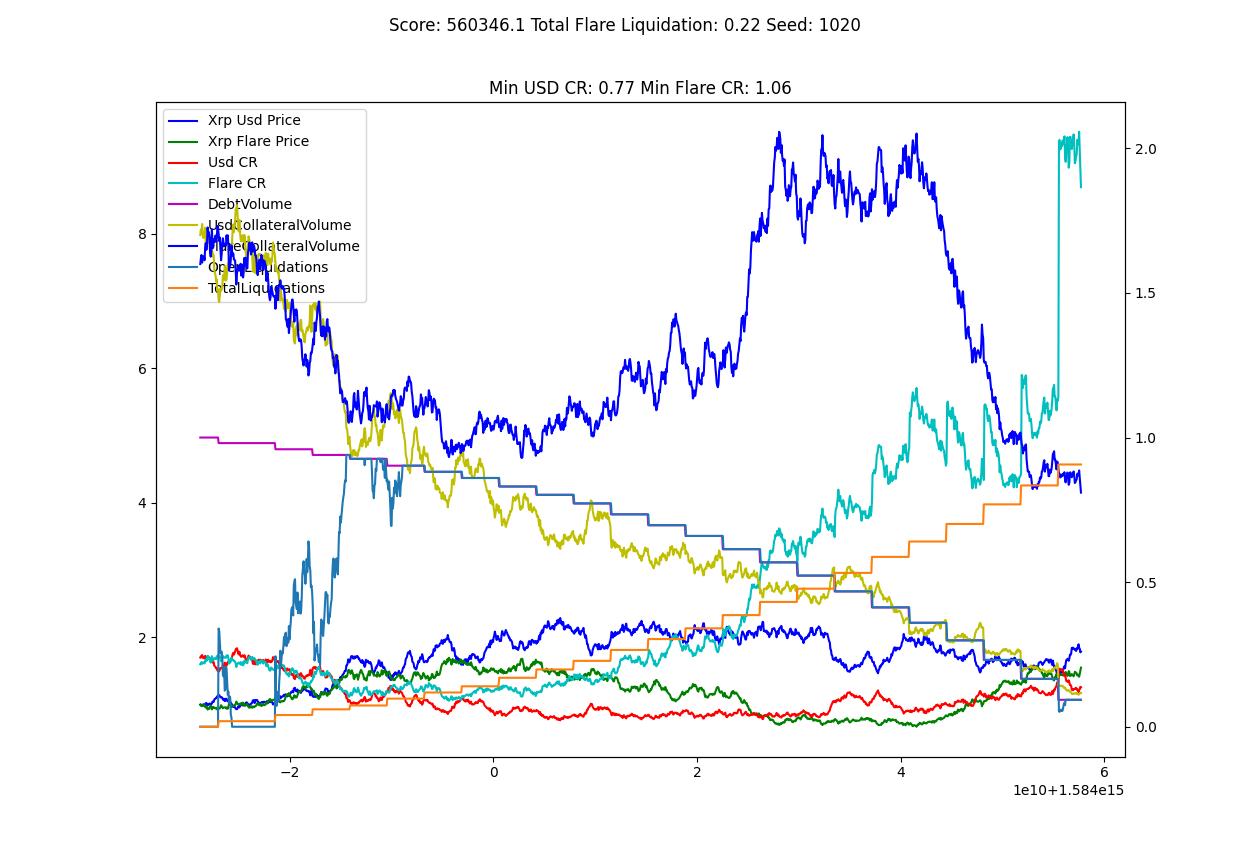 Score: 560346.1 Total Flare Liquidation: 0.22 Seed: 1020
Min USD CR: 0.77 Min Flare CR: 1.06
Xrp Usd Price
Xrp Flare Price
Usd CR
Flare CR
DebtVolume
UsdCollateralVolume
FlareCollateralVolume
OpenLiquidations
TotalLiquidations
8
6
4
2
2.0
1.5
1.0
0.5
0.0
−2
0
2
4
6
1e10+1.584e15